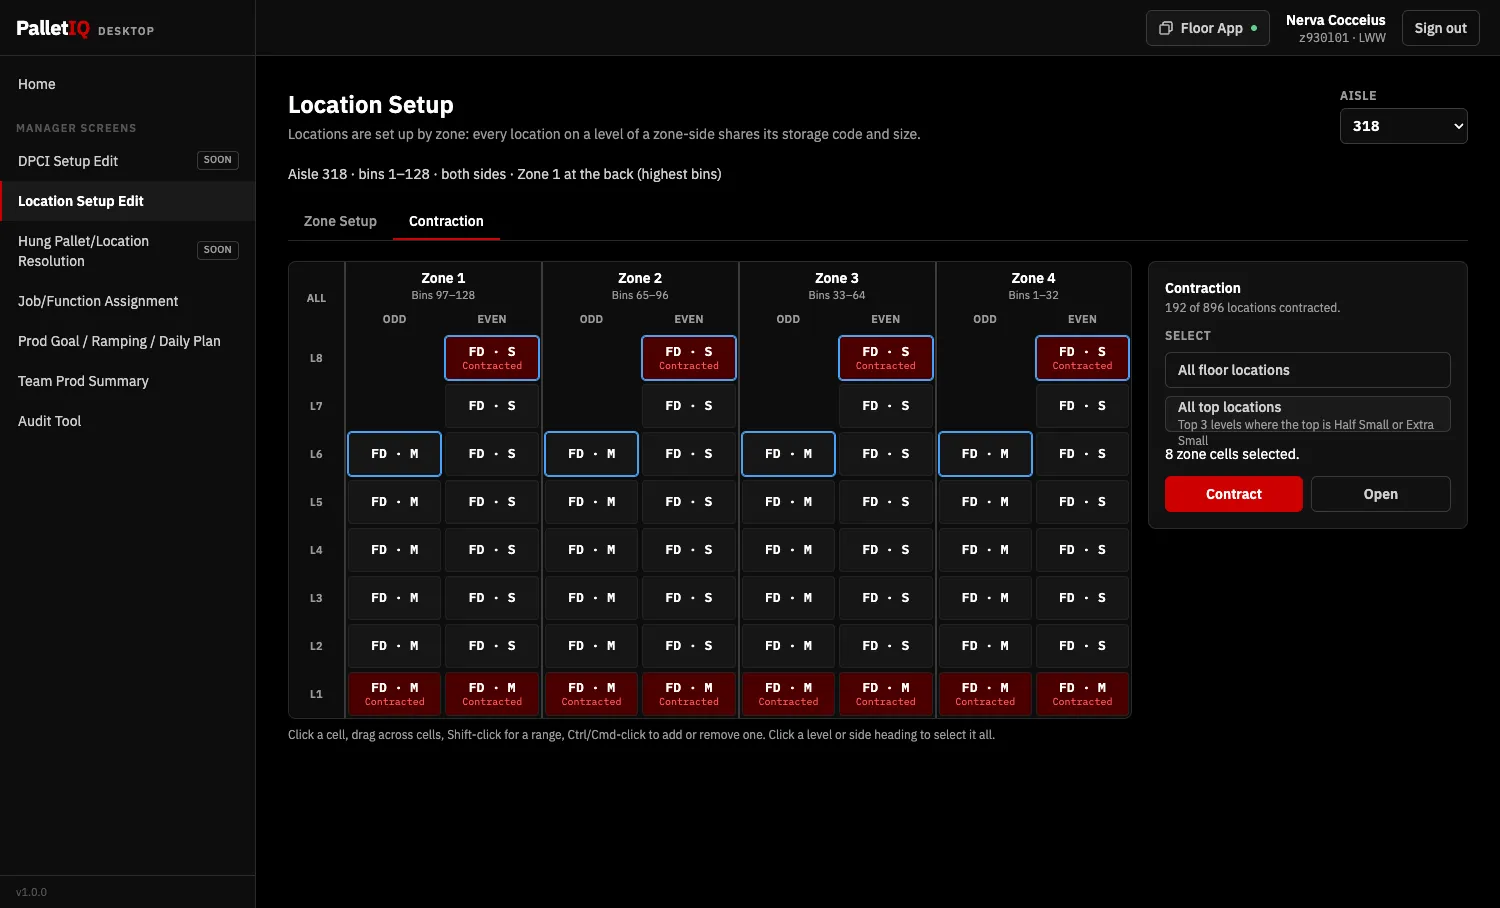 PalletIQ DESKTOP
Floor App
Nerva Cocceius
z930l01 · LWW
Sign out
Home
MANAGER SCREENS
DPCI Setup Edit SOON
Location Setup Edit
Hung Pallet/Location
Resolution SOON
Job/Function Assignment
Prod Goal / Ramping / Daily Plan
Team Prod Summary
Audit Tool
v1.0.0
Location Setup
Locations are set up by zone: every location on a level of a zone-side shares its storage code and size.
AISLE
318
Aisle 318 · bins 1–128 · both sides · Zone 1 at the back (highest bins)
Zone Setup Contraction
ALL Zone 1 Zone 2 Zone 3 Zone 4
Bins 97–128 Bins 65–96 Bins 33–64 Bins 1–32
ODD EVEN ODD EVEN ODD EVEN ODD EVEN
L8 FD · S FD · S FD · S FD · S
Contracted Contracted Contracted Contracted
L7 FD · S FD · S FD · S FD · S
L6 FD · M FD · S FD · M FD · S FD · M FD · S FD · M FD · S
L5 FD · M FD · S FD · M FD · S FD · M FD · S FD · M FD · S
L4 FD · M FD · S FD · M FD · S FD · M FD · S FD · M FD · S
L3 FD · M FD · S FD · M FD · S FD · M FD · S FD · M FD · S
L2 FD · M FD · S FD · M FD · S FD · M FD · S FD · M FD · S
L1 FD · M FD · M FD · M FD · M FD · M FD · M FD · M FD · M
Contracted Contracted Contracted Contracted Contracted Contracted Contracted Contracted
Click a cell, drag across cells, Shift-click for a range, Ctrl/Cmd-click to add or remove one. Click a level or side heading to select it all.
Contraction
192 of 896 locations contracted.
SELECT
All floor locations
All top locations
Top 3 levels where the top is Half Small or Extra
Small
8 zone cells selected.
Contract Open